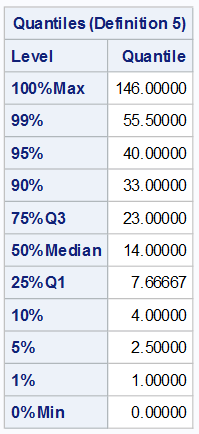 Quantiles (Definition 5)
Level Quantile
100%Max 146.00000
99% 55.50000
95% 40.00000
90% 33.00000
75%Q3 23.00000
50%Median 14.00000
25%Q1 7.66667
10% 4.00000
5% 2.50000
1% 1.00000
0%Min 0.00000